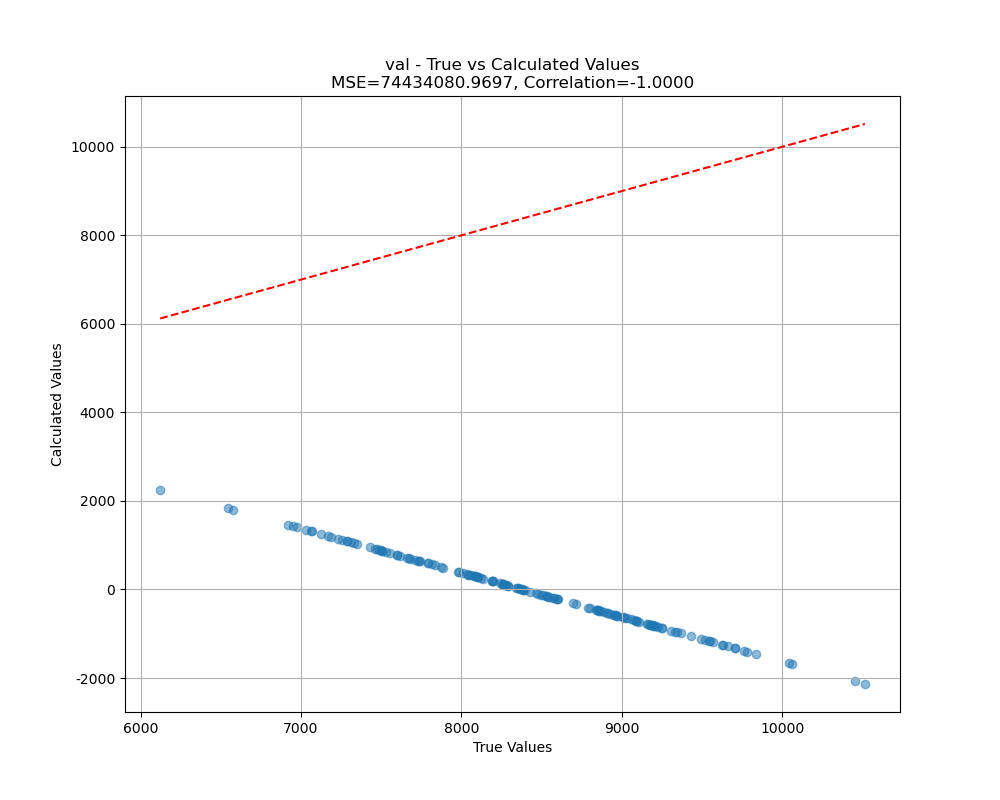 val - True vs Calculated Values
MSE=74434080.9697, Correlation=-1.0000
10000
8000
6000
4000
2000
0
-2000
Calculated Values
6000 7000 8000 9000 10000
True Values